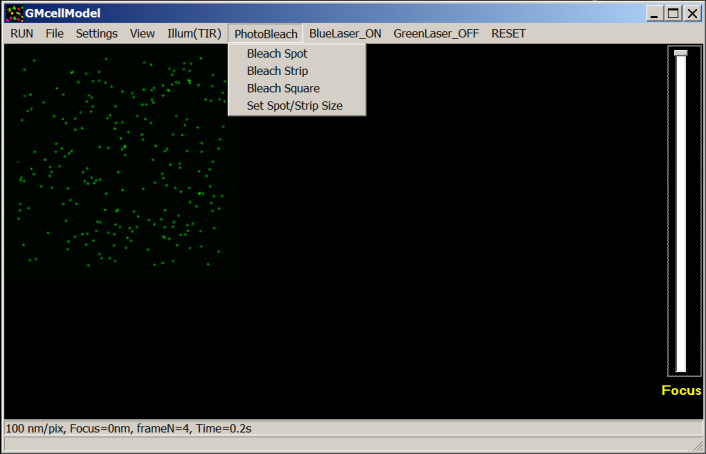 GMcellModel
RUN File Settings View Illum(TIR) PhotoBleach BlueLaser_ON GreenLaser_OFF RESET
Bleach Spot
Bleach Strip
Bleach Square
Set Spot/Strip Size
Focus
100 nm/pix, Focus=0nm, frameN=4, Time=0.2s